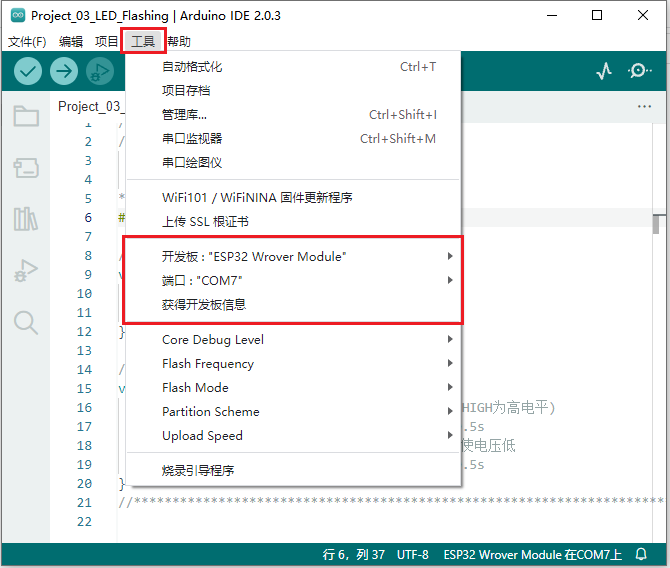 Project_03_LED_Flashing | Arduino IDE 2.0.3
文件(F) 编辑 项目 工具 帮助
自动格式化 Ctrl+T
项目存档
Project_03_
管理库... Ctrl+Shift+I
串口监视器 Ctrl+Shift+M
串口绘图仪
WiFi101 / WiFiNINA 固件更新程序
上传 SSL 根证书
开发板 : "ESP32 Wrover Module"
端口 : "COM7"
获得开发板信息
Core Debug Level
Flash Frequency
Flash Mode
Partition Scheme
Upload Speed
烧录引导程序
1 /
2 /
3
4
5 *
6 #
7
8 /
9 v
10
11
12 }
13
14 /
15 v
16 HIGH为高电平)
17 .5s
18 使电压低
19 .5s
20 }
21 //**********************************************************************
22
行 6，列 37 UTF-8 ESP32 Wrover Module 在COM7上